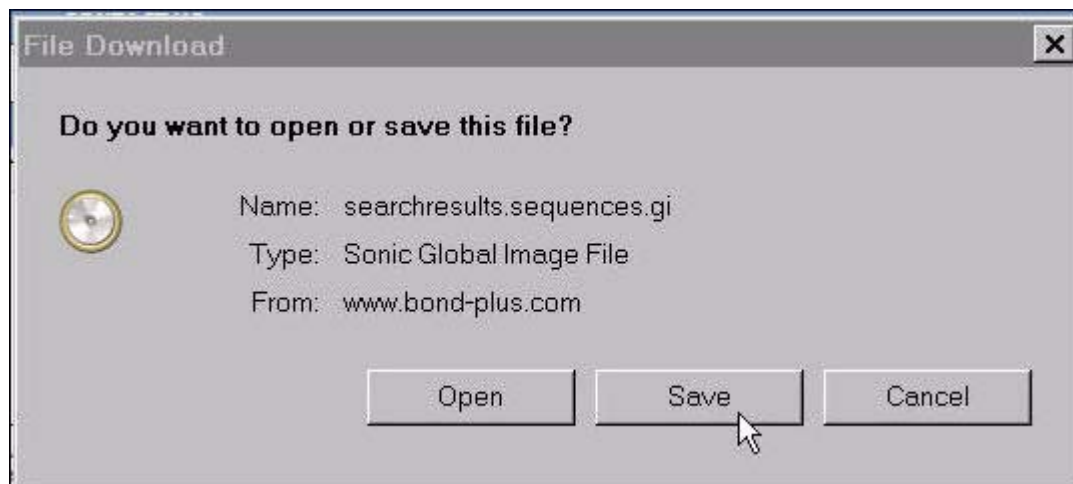 File Download
Do you want to open or save this file?
Name: searchresults.sequences.gi
Type: Sonic Global Image File
From: www.bond-plus.com
Open Save Cancel